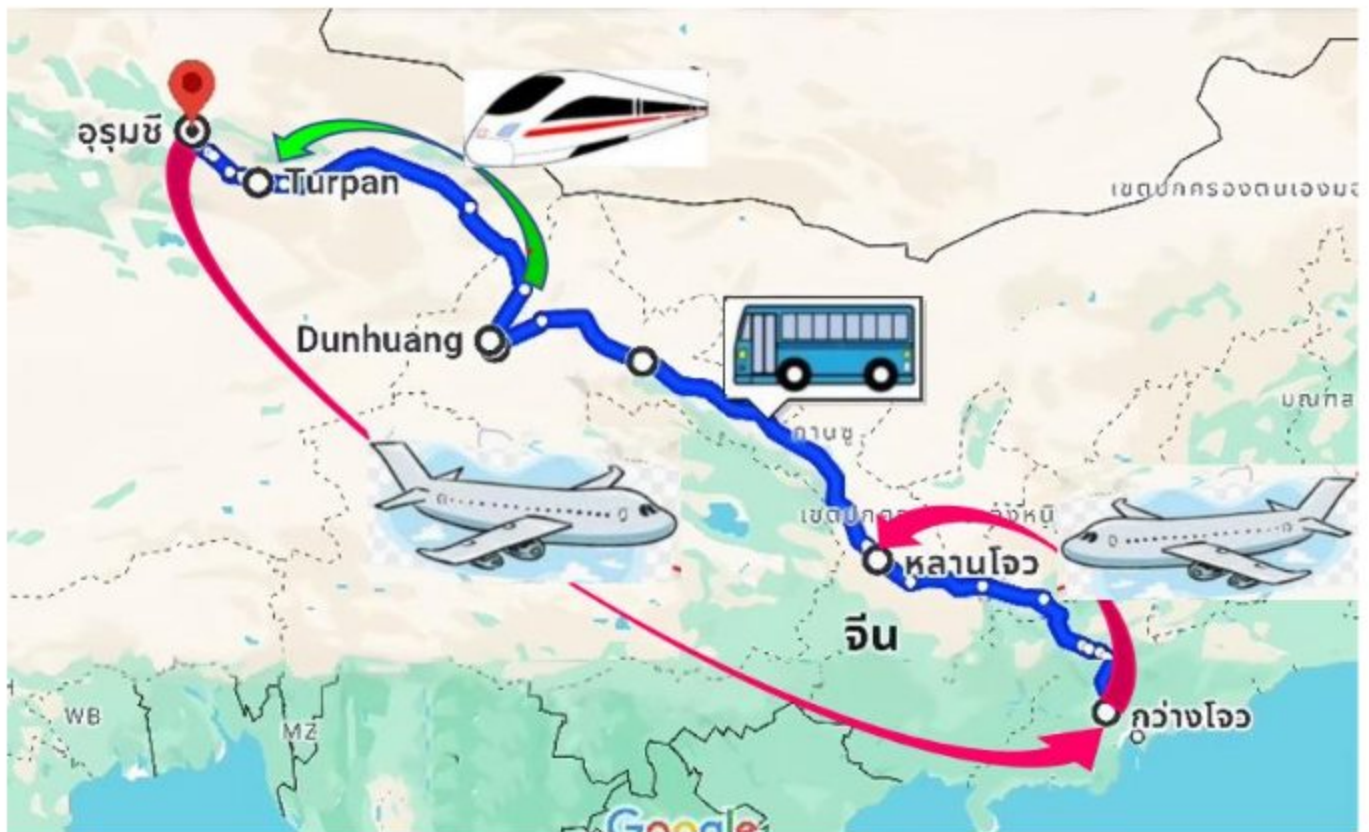 อุรุมชี
Turpan
เขตปกครองตนเองมอ
Dunhuang
มณฑล
กานซู
หลานโจว
จีน
กว่างโจว
WB
MZ
Google